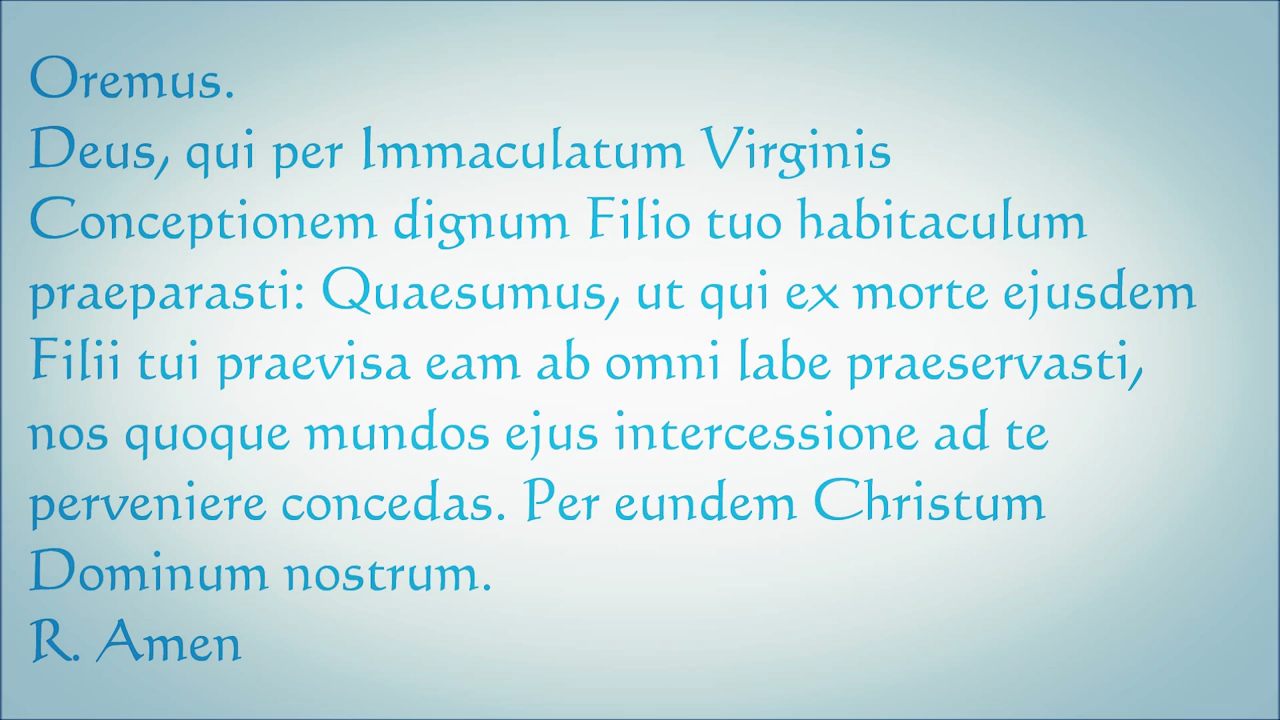 Oremus.
Deus, qui per Immaculatum Virginis
Conceptionem dignum Filio tuo habitaculum
praeparasti: Quaesumus, ut qui ex morte ejusdem
Filii tui praevisa eam ab omni labe praeservasti,
nos quoque mundos ejus intercessione ad te
perveniere concedas. Per eundem Christum
Dominum nostrum.
R. Amen